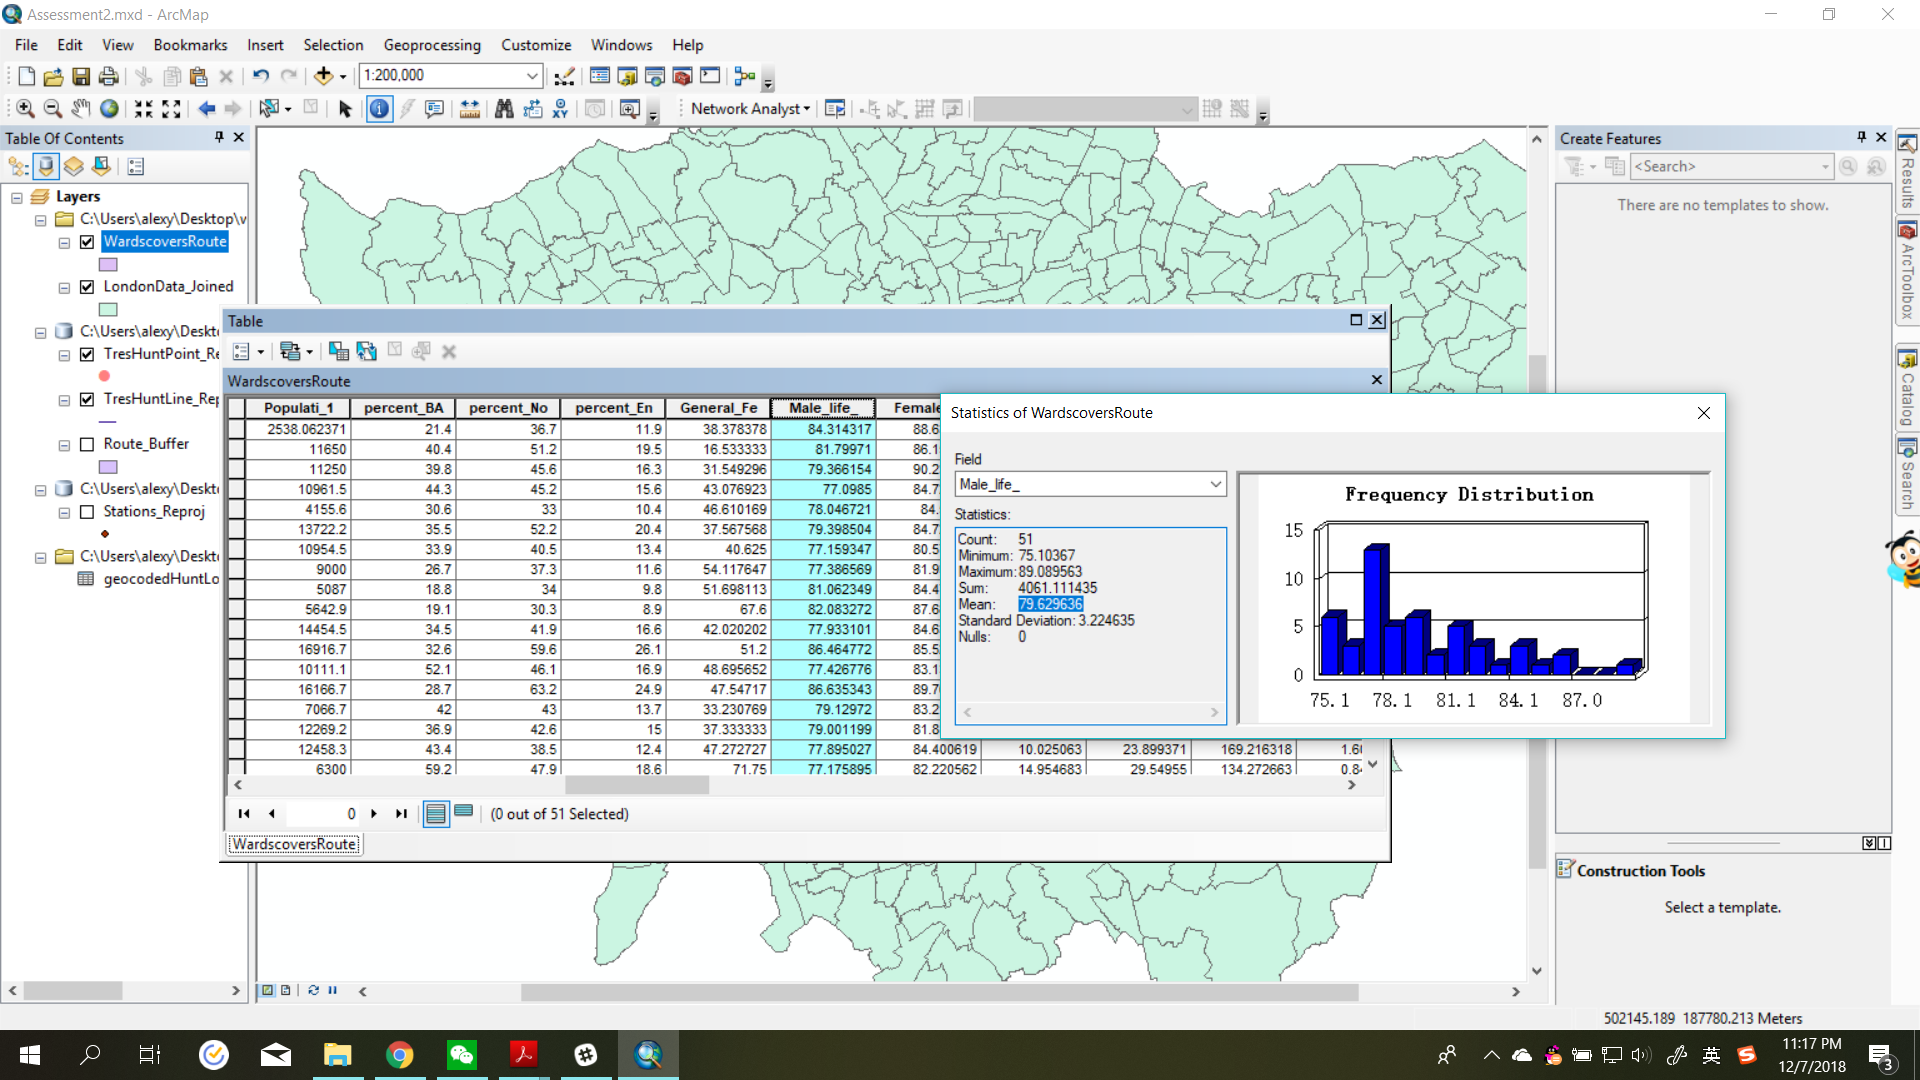 Assessment2.mxd - ArcMap
File Edit View Bookmarks Insert Selection Geoprocessing Customize Windows Help
1:200,000
Network Analyst
Table Of Contents
Layers
C:\Users\alexy\Desktop\v
WardscoversRoute
LondonData_Joined
C:\Users\alexy\Deskt
TresHuntPoint_Re
TresHuntLine_Rep
Route_Buffer
C:\Users\alexy\Deskt
Stations_Reproj
C:\Users\alexy\Deskt
geocodedHuntLo
Table
WardscoversRoute
Populati_1 percent_BA percent_No percent_En General_Fe Male_life_ Female
2538.062371 21.4 36.7 11.9 38.378378 84.314317 88.6
11650 40.4 51.2 19.5 16.533333 81.79971 86.1
11250 39.8 45.6 16.3 31.549296 79.366154 90.2
10961.5 44.3 45.2 15.6 43.076923 77.0985 84.7
4155.6 30.6 33 10.4 46.610169 78.046721 84.
13722.2 35.5 52.2 20.4 37.567568 79.398504 84.7
10954.5 33.9 40.5 13.4 40.625 77.159347 80.5
9000 26.7 37.3 11.6 54.117647 77.386569 81.9
5087 18.8 34 9.8 51.698113 81.062349 84.4
5642.9 19.1 30.3 8.9 67.6 82.083272 87.6
14454.5 34.5 41.9 16.6 42.020202 77.933101 84.6
16916.7 32.6 59.6 26.1 51.2 86.464772 85.5
10111.1 52.1 46.1 16.9 48.695652 77.426776 83.1
16166.7 28.7 63.2 24.9 47.54717 86.635343 89.7
7066.7 42 43 13.7 33.230769 79.12972 83.2
12269.2 36.9 42.6 15 37.333333 79.001199 81.8
12458.3 43.4 38.5 12.4 47.272727 77.895027 84.400619 10.025063 23.899371 169.216318 1.6
6300 59.2 47.9 18.6 71.75 77.175895 82.220562 14.954683 29.54955 134.272663 0.8
0 (0 out of 51 Selected)
WardscoversRoute
Statistics of WardscoversRoute
Field
Male_life_
Statistics:
Count: 51
Minimum: 75.10367
Maximum: 89.089563
Sum: 4061.111435
Mean: 79.629636
Standard Deviation: 3.224635
Nulls: 0
Frequency Distribution
15
10
5
0
75.1 78.1 81.1 84.1 87.0
Create Features
<Search>
There are no templates to show.
Construction Tools
Select a template.
Results
ArcToolbox
Catalog
Search
502145.189 187780.213 Meters
英
11:17 PM
12/7/2018
3